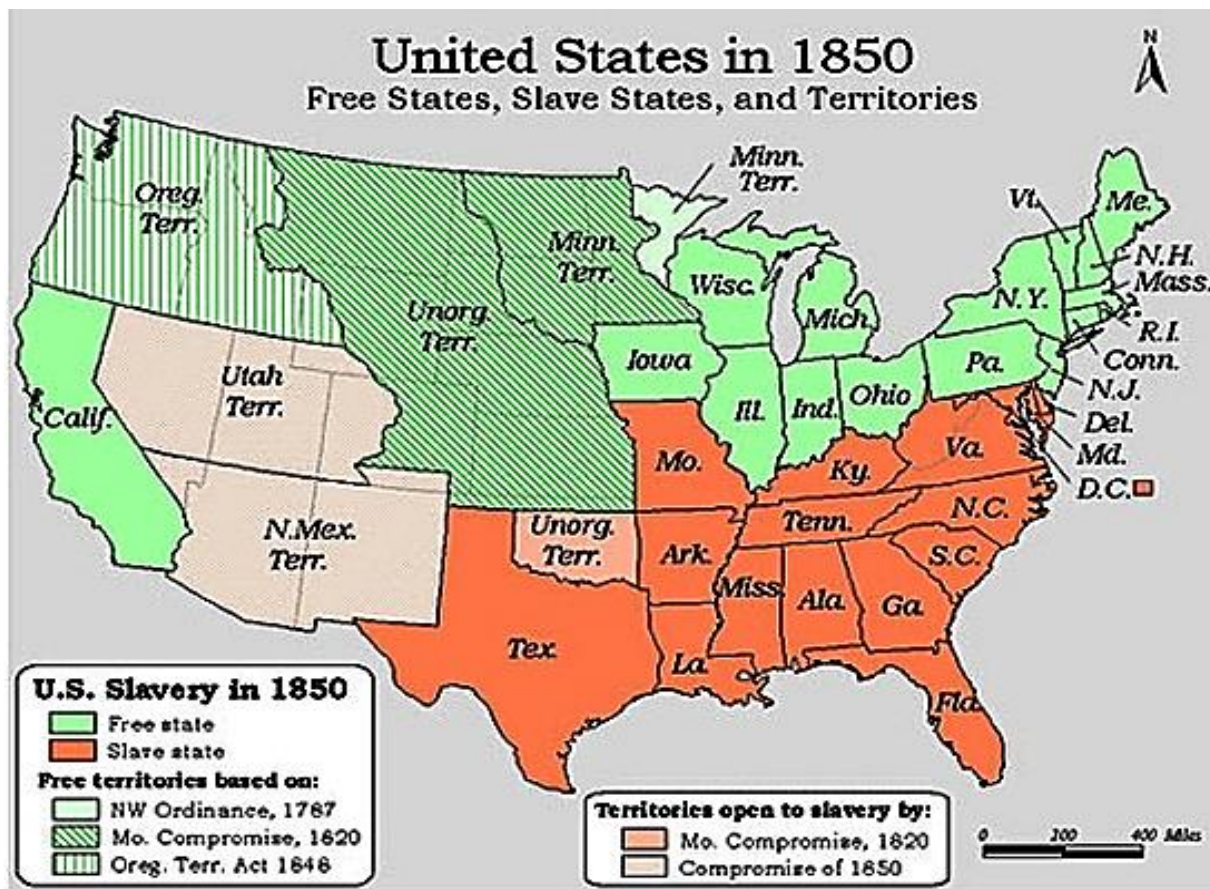 United States in 1850
Free States, Slave States, and Territories
N
Minn.
Terr.
Oreg.
Terr.
Vt.
Me.
Minn.
Terr.
N.H.
Mass.
Wisc.
N.Y.
Unorg.
Terr.
Mich.
R.I.
Conn.
Iowa
Pa.
Utah
Terr.
N.J.
Calif.
Ill.
Ind.
Ohio
Del.
Md.
Mo.
Ky.
Va.
D.C.
N.Mex.
Terr.
Unorg.
Terr.
Tenn.
N.C.
Ark.
S.C.
Miss.
Ala.
Ga.
Tex.
La.
Fla.
U.S. Slavery in 1850
Free state
Slave state
Free territories based on:
NW Ordinance, 1787
Mo. Compromise, 1820
Oreg. Terr. Act 1848
Territories open to slavery by:
Mo. Compromise, 1820
Compromise of 1850
0 200 400 Miles